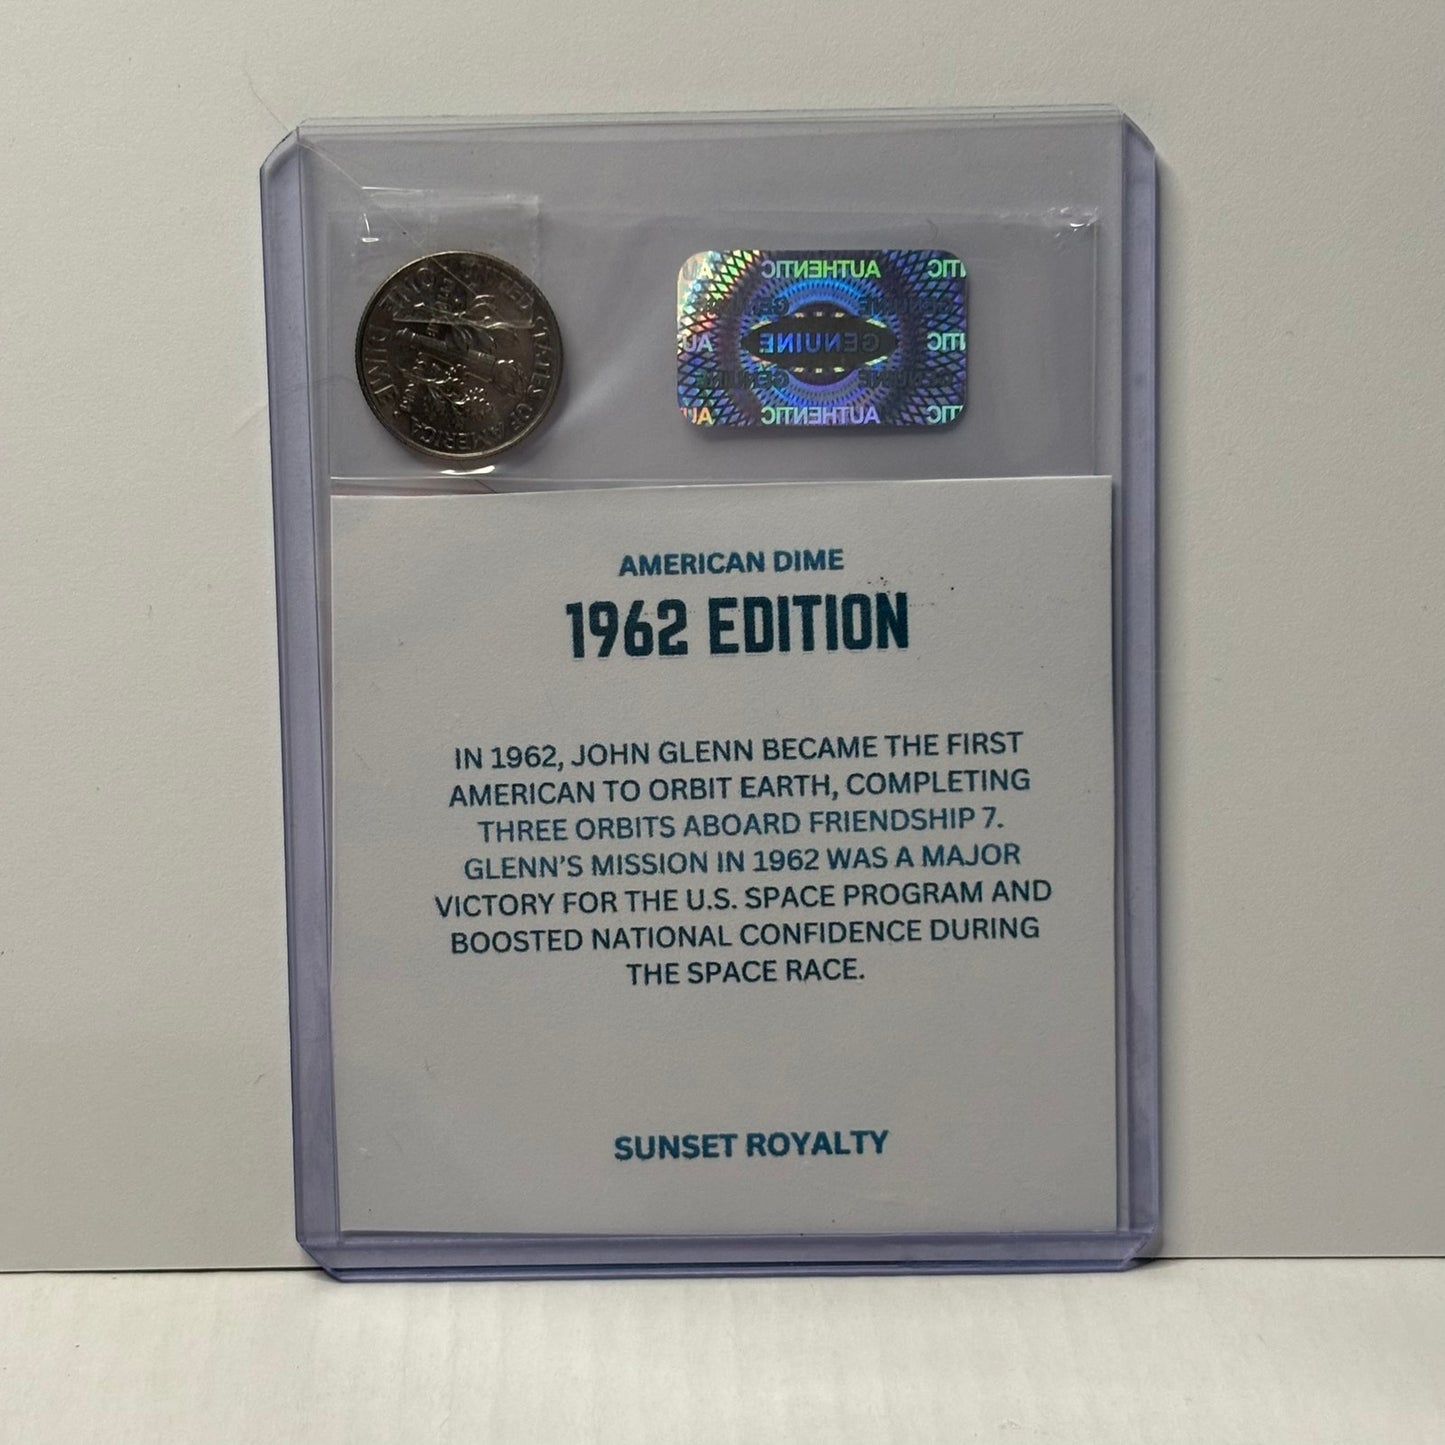 UNITED STATES OF AMERICA
ONE DIME
AUTHENTIC
GENUINE
GENUINE
GENUINE
AUTHENTIC
AMERICAN DIME
1962 EDITION
IN 1962, JOHN GLENN BECAME THE FIRST
AMERICAN TO ORBIT EARTH, COMPLETING
THREE ORBITS ABOARD FRIENDSHIP 7.
GLENN'S MISSION IN 1962 WAS A MAJOR
VICTORY FOR THE U.S. SPACE PROGRAM AND
BOOSTED NATIONAL CONFIDENCE DURING
THE SPACE RACE.
SUNSET ROYALTY